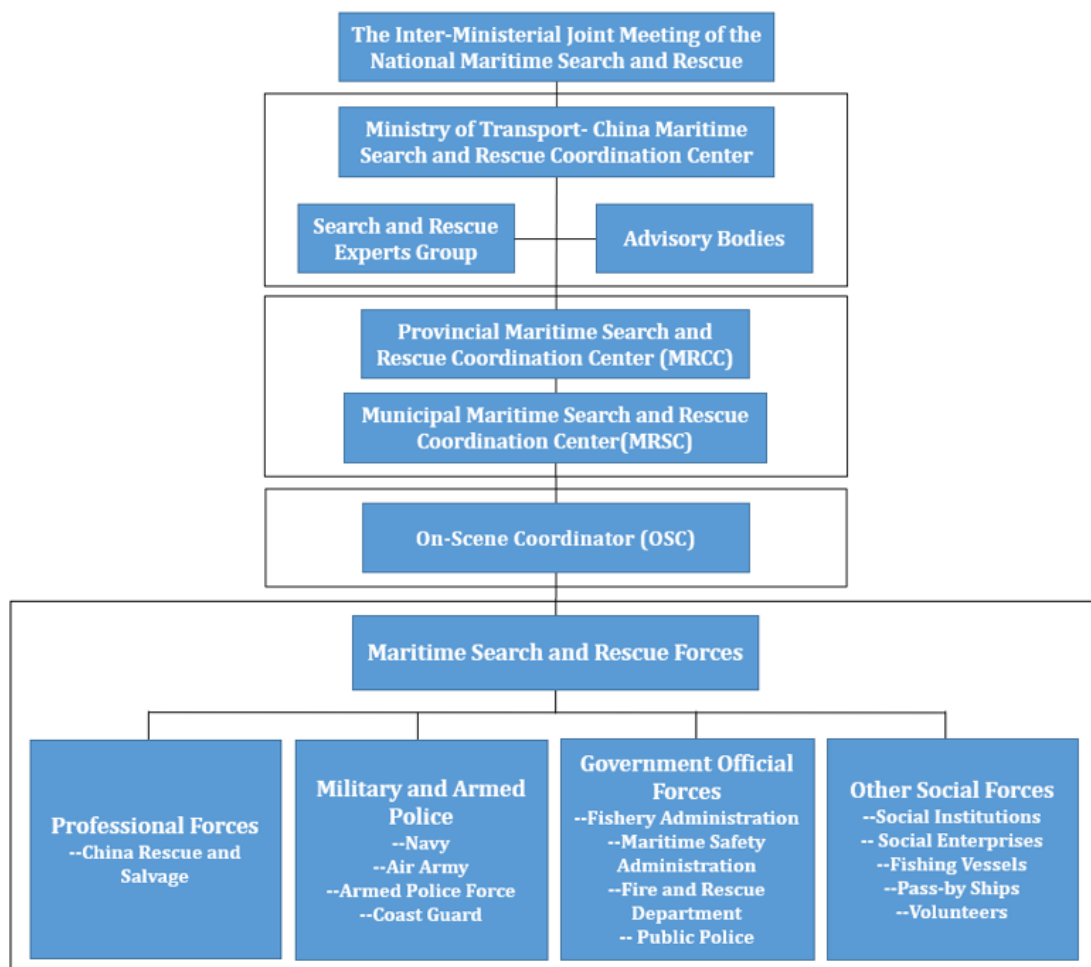 The Inter-Ministerial Joint Meeting of the
National Maritime Search and Rescue
Ministry of Transport- China Maritime
Search and Rescue Coordination Center
Search and Rescue
Experts Group
Advisory Bodies
Provincial Maritime Search and
Rescue Coordination Center (MRCC)
Municipal Maritime Search and Rescue
Coordination Center(MRSC)
On-Scene Coordinator (OSC)
Maritime Search and Rescue Forces
Professional Forces
--China Rescue and
Salvage
Military and Armed
Police
--Navy
--Air Army
--Armed Police Force
--Coast Guard
Government Official
Forces
--Fishery Administration
--Maritime Safety
Administration
--Fire and Rescue
Department
-- Public Police
Other Social Forces
--Social Institutions
-- Social Enterprises
--Fishing Vessels
--Pass-by Ships
--Volunteers